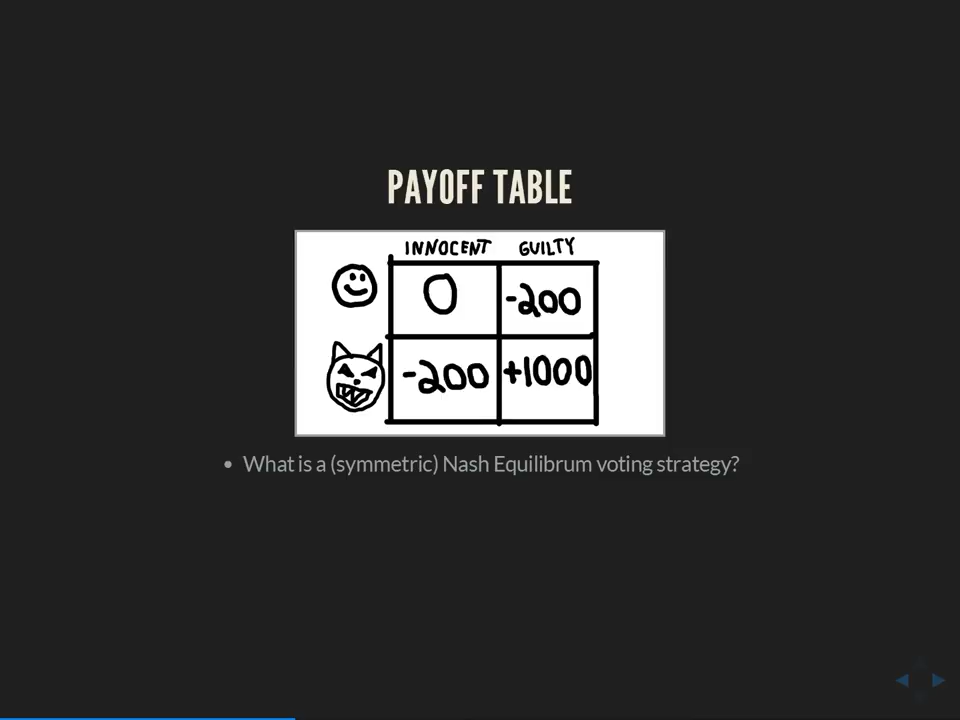 PAYOFF TABLE
INNOCENT GUILTY
0 -200
-200 +1000
What is a (symmetric) Nash Equilibrum voting strategy?